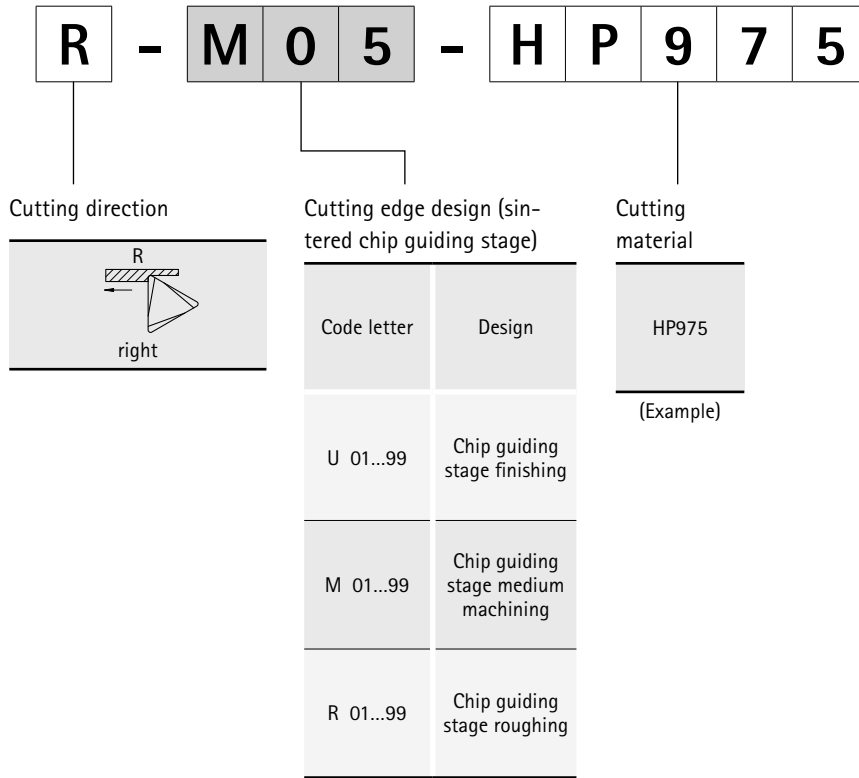 R - M 0 5 - H P 9 7 5
Cutting direction
R
right
Cutting edge design (sin-
tered chip guiding stage)
Code letter
Design
U 01...99
Chip guiding
stage finishing
M 01...99
Chip guiding
stage medium
machining
R 01...99
Chip guiding
stage roughing
Cutting
material
HP975
(Example)